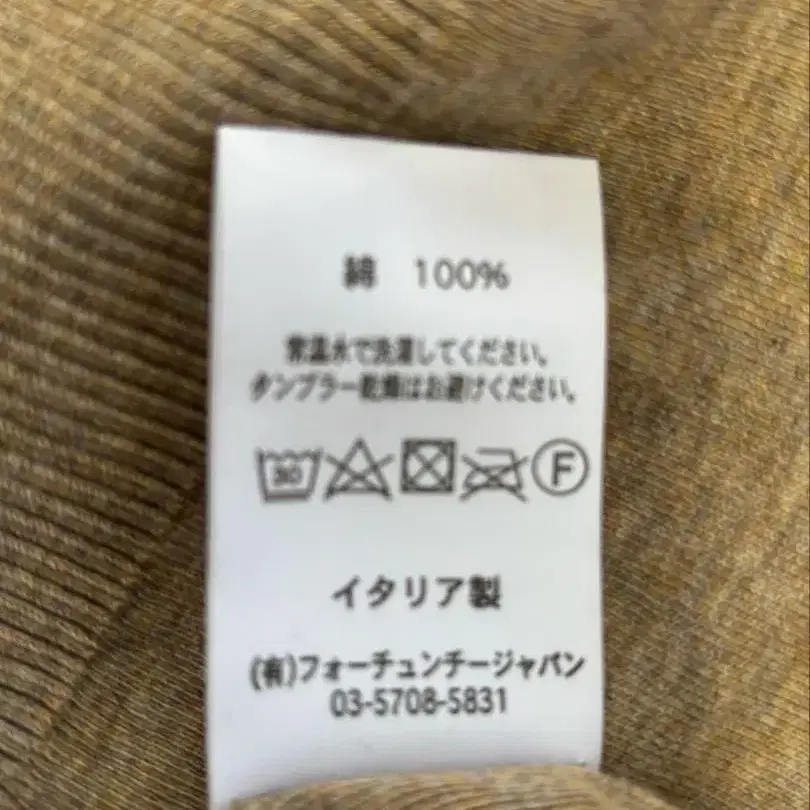 綿 100%
常温水で洗濯してください。
タンブラー乾燥はお避けください。
30 F
イタリア製
(有)フォーチュンチージャパン
03-5708-5831